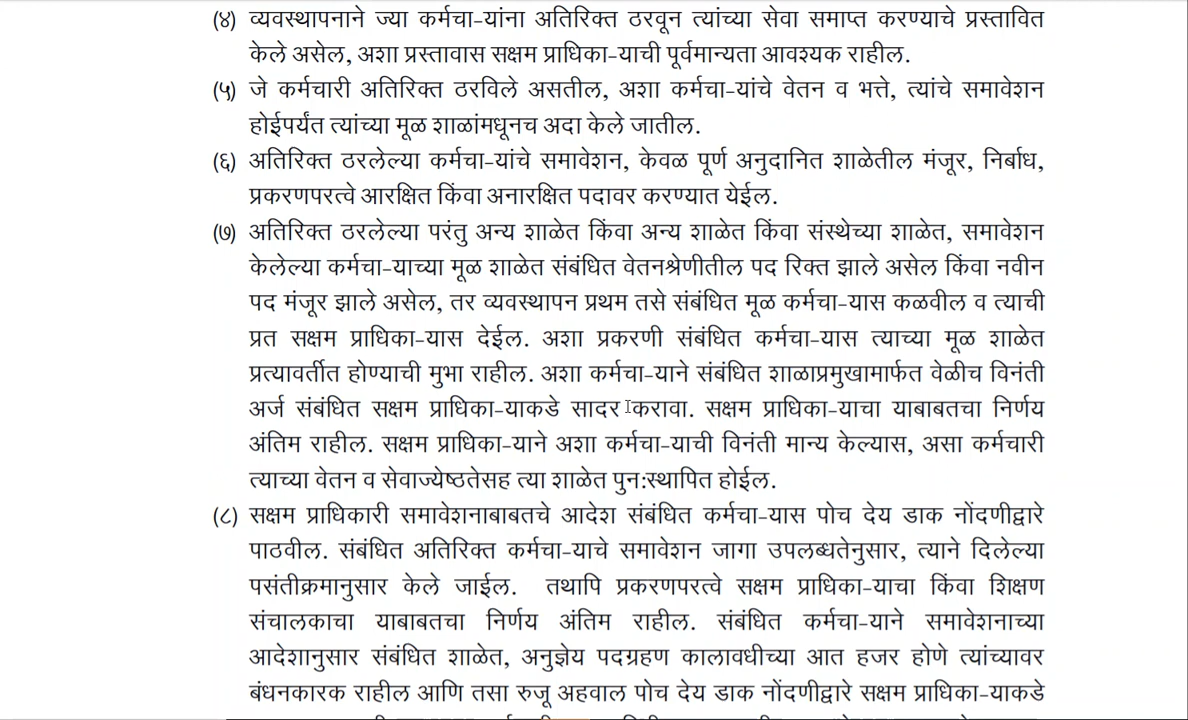 (४) व्यवस्थापनाने ज्या कर्मचा-यांना अतिरिक्त ठरवून त्यांच्या सेवा समाप्त करण्याचे प्रस्तावित
केले असेल, अशा प्रस्तावास सक्षम प्राधिका-याची पूर्वमान्यता आवश्यक राहील.
(५) जे कर्मचारी अतिरिक्त ठरविले असतील, अशा कर्मचा-यांचे वेतन व भत्ते, त्यांचे समावेशन
होईपर्यंत त्यांच्या मूळ शाळांमधूनच अदा केले जातील.
(६) अतिरिक्त ठरलेल्या कर्मचा-यांचे समावेशन, केवळ पूर्ण अनुदानित शाळेतील मंजूर, निर्बाध,
प्रकरणपरत्वे आरक्षित किंवा अनारक्षित पदावर करण्यात येईल.
(७) अतिरिक्त ठरलेल्या परंतु अन्य शाळेत किंवा अन्य शाळेत किंवा संस्थेच्या शाळेत, समावेशन
केलेल्या कर्मचा-याच्या मूळ शाळेत संबंधित वेतनश्रेणीतील पद रिक्त झाले असेल किंवा नवीन
पद मंजूर झाले असेल, तर व्यवस्थापन प्रथम तसे संबंधित मूळ कर्मचा-यास कळवील व त्याची
प्रत सक्षम प्राधिका-यास देईल. अशा प्रकरणी संबंधित कर्मचा-यास त्याच्या मूळ शाळेत
प्रत्यावर्तीत होण्याची मुभा राहील. अशा कर्मचा-याने संबंधित शाळाप्रमुखामार्फत वेळीच विनंती
अर्ज संबंधित सक्षम प्राधिका-याकडे सादर करावा. सक्षम प्राधिका-याचा याबाबतचा निर्णय
अंतिम राहील. सक्षम प्राधिका-याने अशा कर्मचा-याची विनंती मान्य केल्यास, असा कर्मचारी
त्याच्या वेतन व सेवाज्येष्ठतेसह त्या शाळेत पुन:स्थापित होईल.
(८) सक्षम प्राधिकारी समावेशनाबाबतचे आदेश संबंधित कर्मचा-यास पोच देय डाक नोंदणीद्वारे
पाठवील. संबंधित अतिरिक्त कर्मचा-याचे समावेशन जागा उपलब्धतेनुसार, त्याने दिलेल्या
पसंतीक्रमानुसार केले जाईल. तथापि प्रकरणपरत्वे सक्षम प्राधिका-याचा किंवा शिक्षण
संचालकाचा याबाबतचा निर्णय अंतिम राहील. संबंधित कर्मचा-याने समावेशनाच्या
आदेशानुसार संबंधित शाळेत, अनुज्ञेय पदग्रहण कालावधीच्या आत हजर होणे त्यांच्यावर
बंधनकारक राहील आणि तसा रुजू अहवाल पोच देय डाक नोंदणीद्वारे सक्षम प्राधिका-याकडे